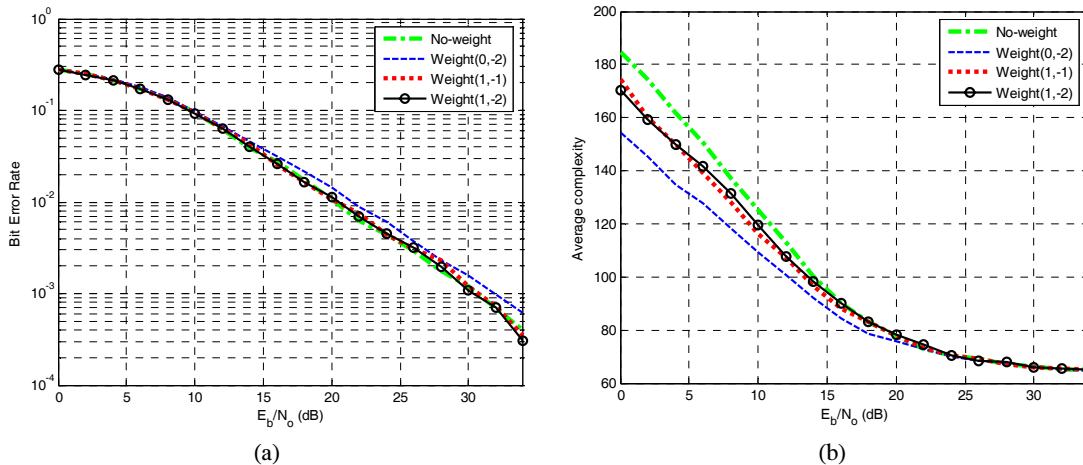 10^0
10^-1
10^-2
10^-3
10^-4
Bit Error Rate
0 5 10 15 20 25 30
E_b/N_o (dB)
No-weight
Weight(0,-2)
Weight(1,-1)
Weight(1,-2)
(a)
200
180
160
140
120
100
80
60
Average complexity
0 5 10 15 20 25 30
E_b/N_o (dB)
No-weight
Weight(0,-2)
Weight(1,-1)
Weight(1,-2)
(b)